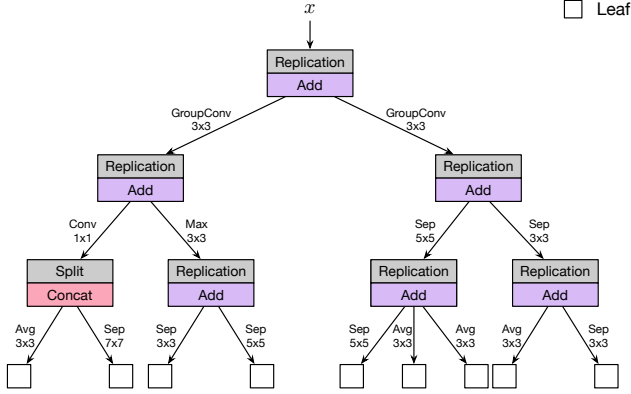 x
Leaf
Replication
Add
GroupConv
3x3
GroupConv
3x3
Replication
Add
Replication
Add
Conv
1x1
Max
3x3
Sep
5x5
Sep
3x3
Split
Concat
Replication
Add
Replication
Add
Replication
Add
Avg
3x3
Sep
7x7
Sep
3x3
Sep
5x5
Sep
5x5
Avg
3x3
Avg
3x3
Avg
3x3
Sep
3x3